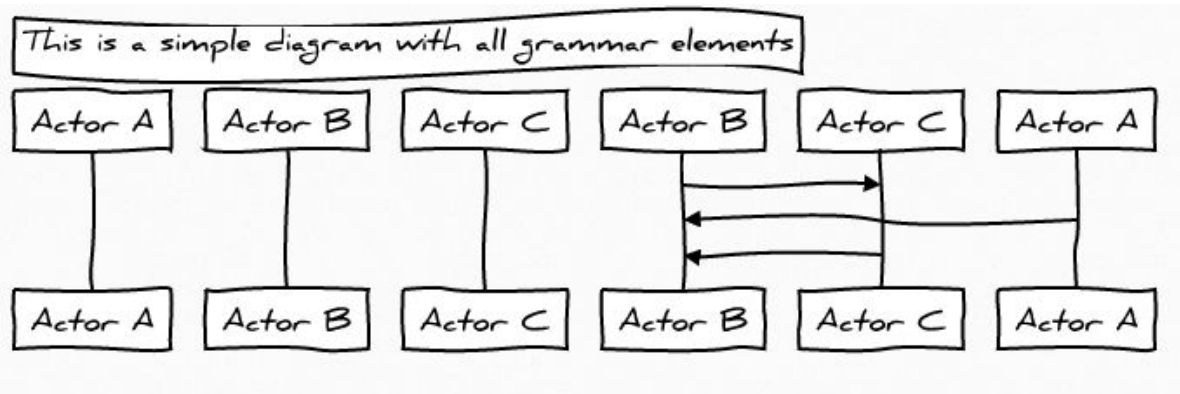 This is a simple diagram with all grammar elements
Actor A Actor B Actor C Actor B Actor C Actor A
Actor A Actor B Actor C Actor B Actor C Actor A